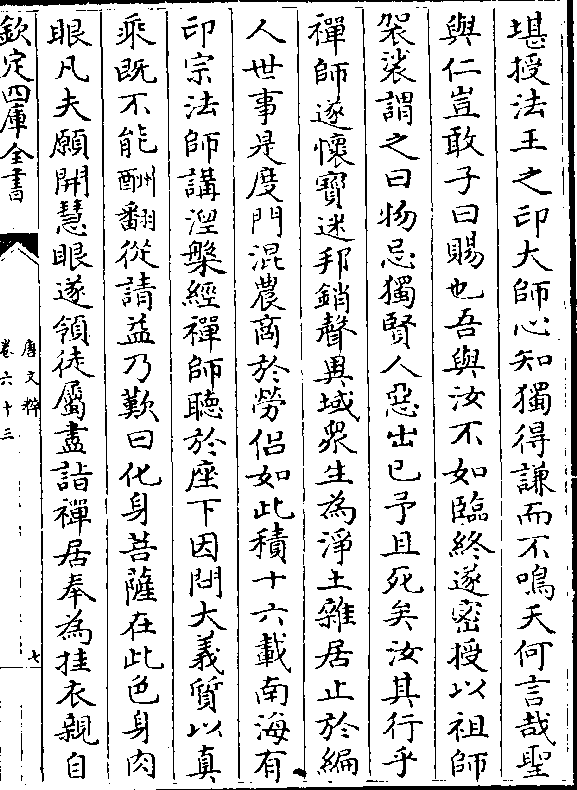 堪授法王之印大師心知獨得謙而不鳴天何言哉聖
與仁豈敢子曰賜也吾與汝不如臨終遂密授以祖師
袈裟謂之曰物忌獨賢人惡出已予且死矣汝其行乎
禪師遂懷寶迷邦銷聲異域衆生為淨土雜居止於編
人世事是度門混農商於勞侣如此積十六載南海有
印宗法師講涅槃經禪師聽於座下因問大義質以真
乘既不能酬翻從請益乃歎曰化身菩薩在此色身肉
眼凡夫願開慧眼遂領徒屬盡詣禪居奉為挂衣親自
欽定四庫全書
唐文粹
卷六十三
七